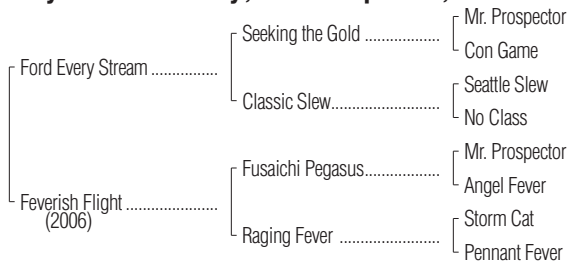 Mr. Prospector
Seeking the Gold
Con Game
Ford Every Stream
Seattle Slew
Classic Slew
No Class
Mr. Prospector
Fusaichi Pegasus
Angel Fever
Feverish Flight
(2006)
Storm Cat
Raging Fever
Pennant Fever